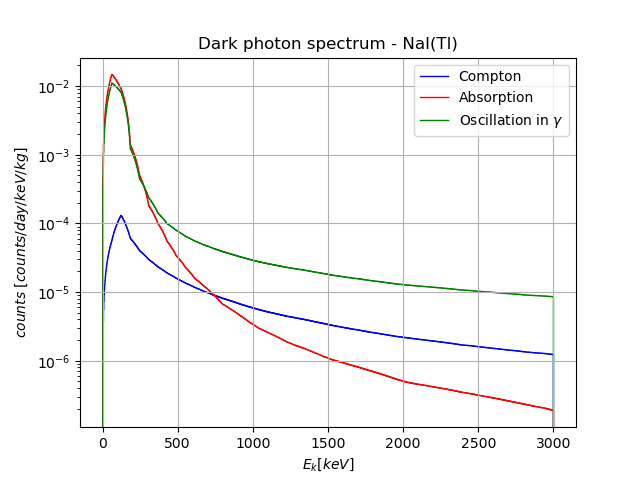 Dark photon spectrum - NaI(Tl)
Compton
Absorption
Oscillation in γ
counts [counts/day/keV/kg]
10⁻²
10⁻³
10⁻⁴
10⁻⁵
10⁻⁶
0 500 1000 1500 2000 2500 3000
E_k[keV]